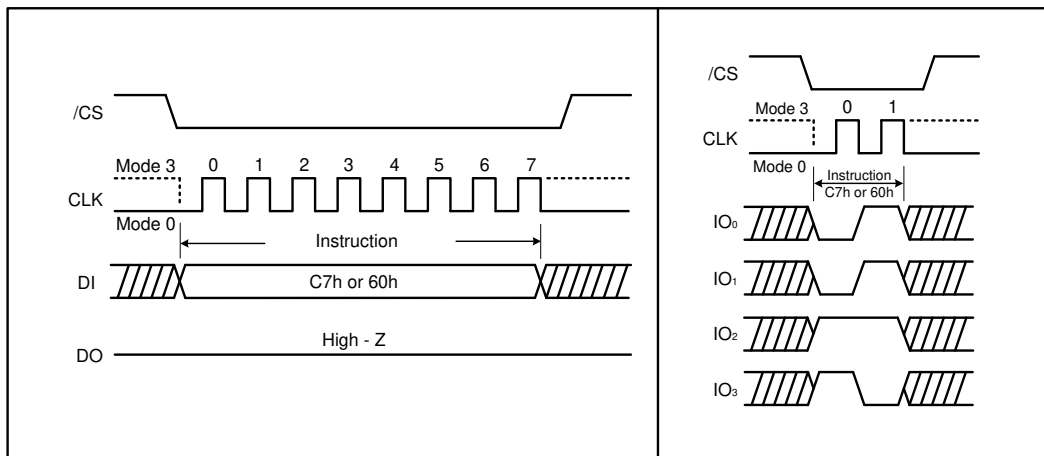 /CS
Mode 3 0 1 2 3 4 5 6 7
CLK
Mode 0
Instruction
DI C7h or 60h
High - Z
DO
/CS
Mode 3 0 1
CLK
Mode 0 Instruction
C7h or 60h
IO₀
IO₁
IO₂
IO₃